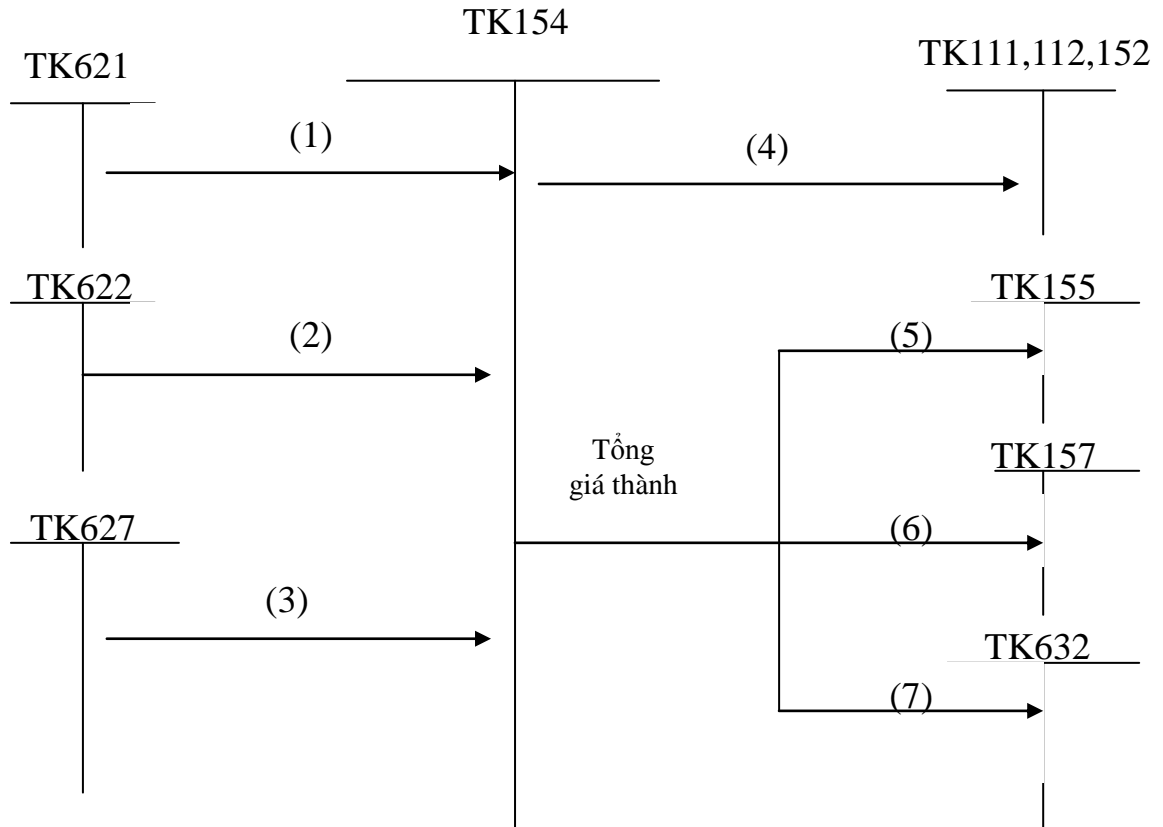 TK154
TK621
TK111,112,152
(1)
(4)
TK622
TK155
(2)
(5)
Tổng
giá thành
TK157
TK627
(6)
(3)
TK632
(7)